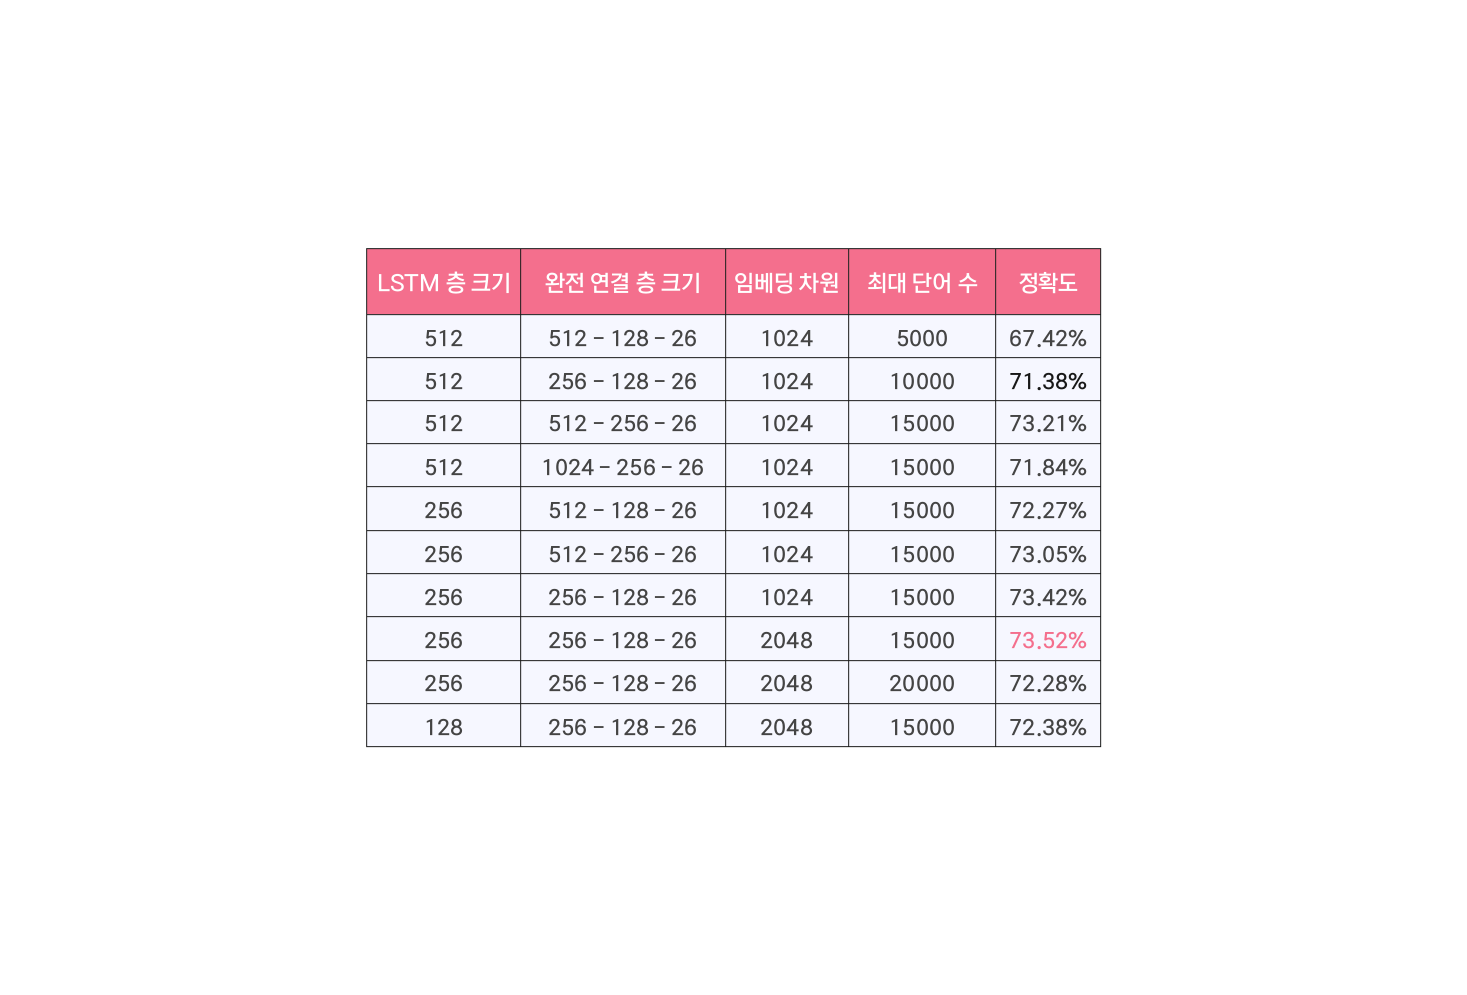 LSTM 층 크기 완전 연결 층 크기 임베딩 차원 최대 단어 수 정확도
512 512 - 128 - 26 1024 5000 67.42%
512 256 - 128 - 26 1024 10000 71.38%
512 512 - 256 - 26 1024 15000 73.21%
512 1024 - 256 - 26 1024 15000 71.84%
256 512 - 128 - 26 1024 15000 72.27%
256 512 - 256 - 26 1024 15000 73.05%
256 256 - 128 - 26 1024 15000 73.42%
256 256 - 128 - 26 2048 15000 73.52%
256 256 - 128 - 26 2048 20000 72.28%
128 256 - 128 - 26 2048 15000 72.38%